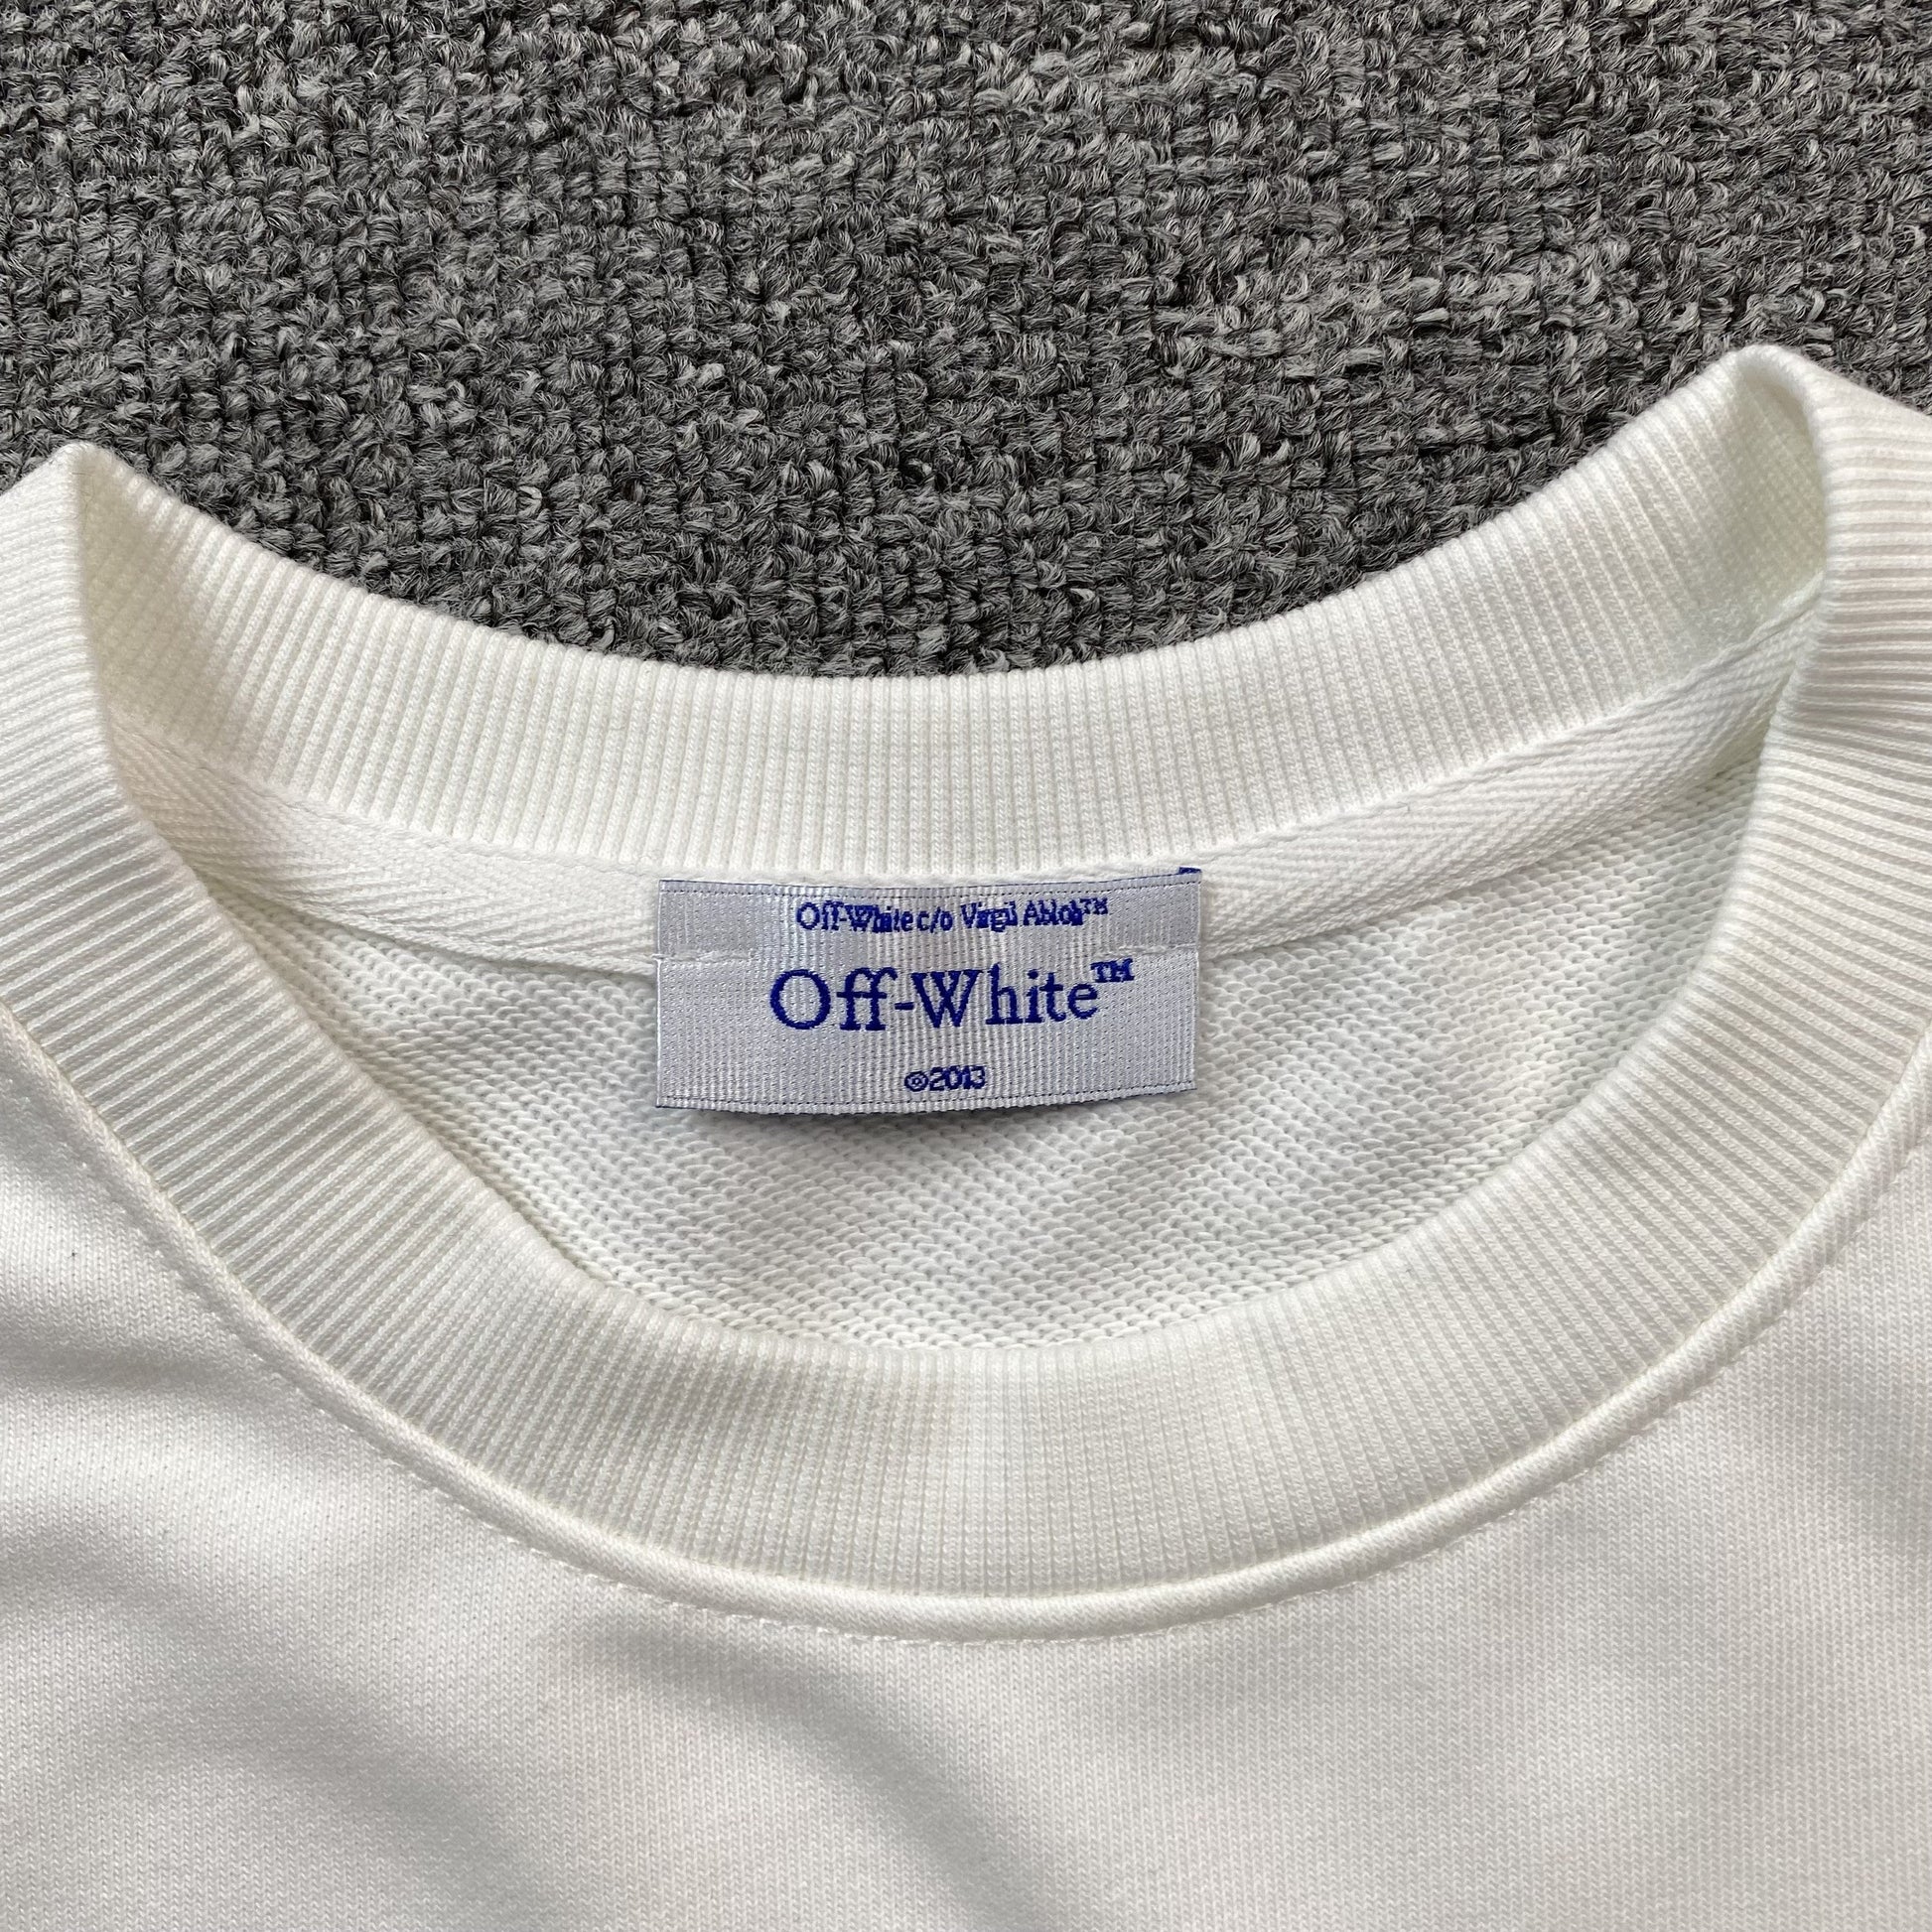 Off-White c/o Virgil Abloh™
Off-White™
©2013